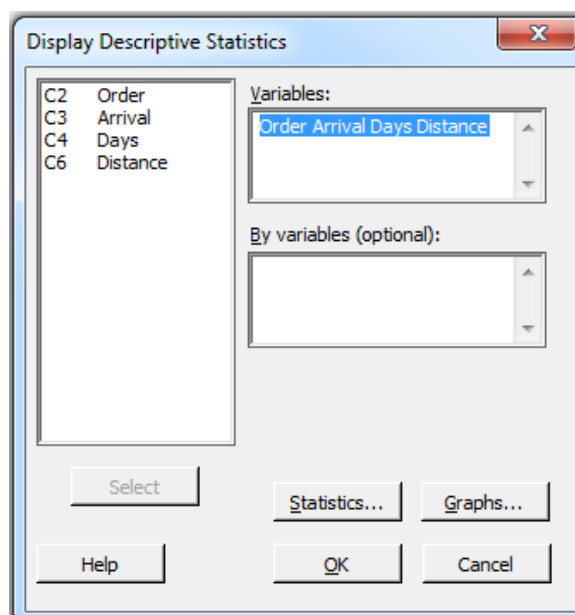 Display Descriptive Statistics
C2 Order
C3 Arrival
C4 Days
C6 Distance
Variables:
Order Arrival Days Distance
By variables (optional):
Select
Statistics...
Graphs...
Help
OK
Cancel